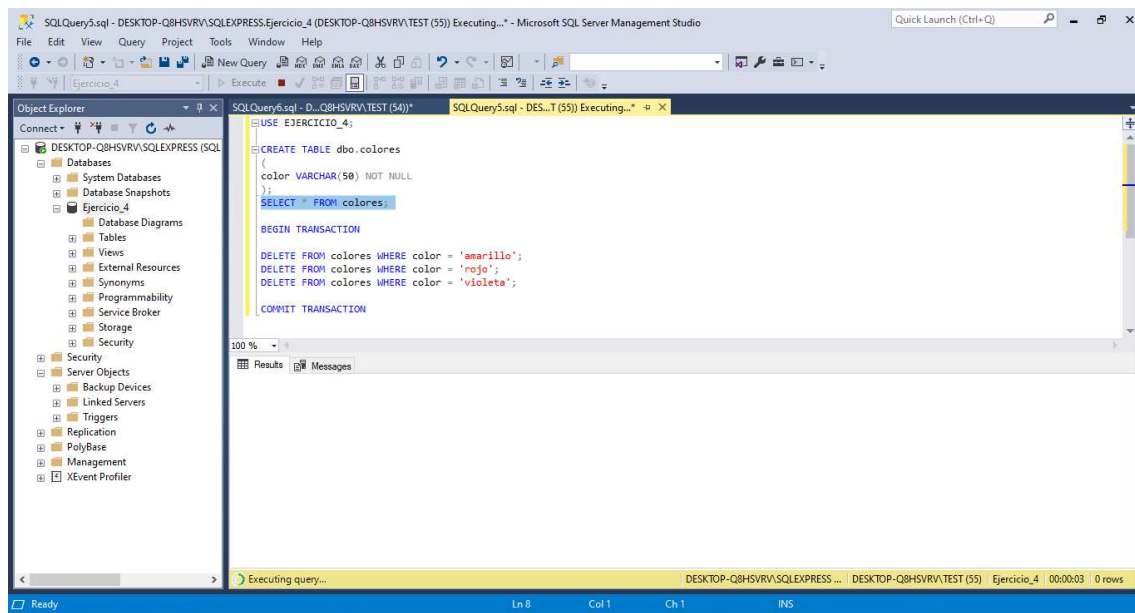 SQLQuery5.sql - DESKTOP-Q8HSVRV\SQLEXPRESS.Ejercicio_4 (DESKTOP-Q8HSVRV\TEST (55)) Executing...* - Microsoft SQL Server Management Studio
Quick Launch (Ctrl+Q)
File Edit View Query Project Tools Window Help
New Query
Ejercicio_4
Execute
Object Explorer
SQLQuery6.sql - D...Q8HSVRV\TEST (54))*
SQLQuery5.sql - DES...T (55)) Executing...*
Connect
DESKTOP-Q8HSVRV\SQLEXPRESS (SQL
Databases
System Databases
Database Snapshots
Ejercicio_4
Database Diagrams
Tables
Views
External Resources
Synonyms
Programmability
Service Broker
Storage
Security
Security
Server Objects
Backup Devices
Linked Servers
Triggers
Replication
PolyBase
Management
XEvent Profiler
USE EJERCICIO_4;
CREATE TABLE dbo.colores
(
color VARCHAR(50) NOT NULL
);
SELECT * FROM colores;
BEGIN TRANSACTION
DELETE FROM colores WHERE color = 'amarillo';
DELETE FROM colores WHERE color = 'rojo';
DELETE FROM colores WHERE color = 'violeta';
COMMIT TRANSACTION
100 %
Results Messages
Executing query...
DESKTOP-Q8HSVRV\SQLEXPRESS ... DESKTOP-Q8HSVRV\TEST (55) Ejercicio_4 00:00:03 0 rows
Ready Ln 8 Col 1 Ch 1 INS